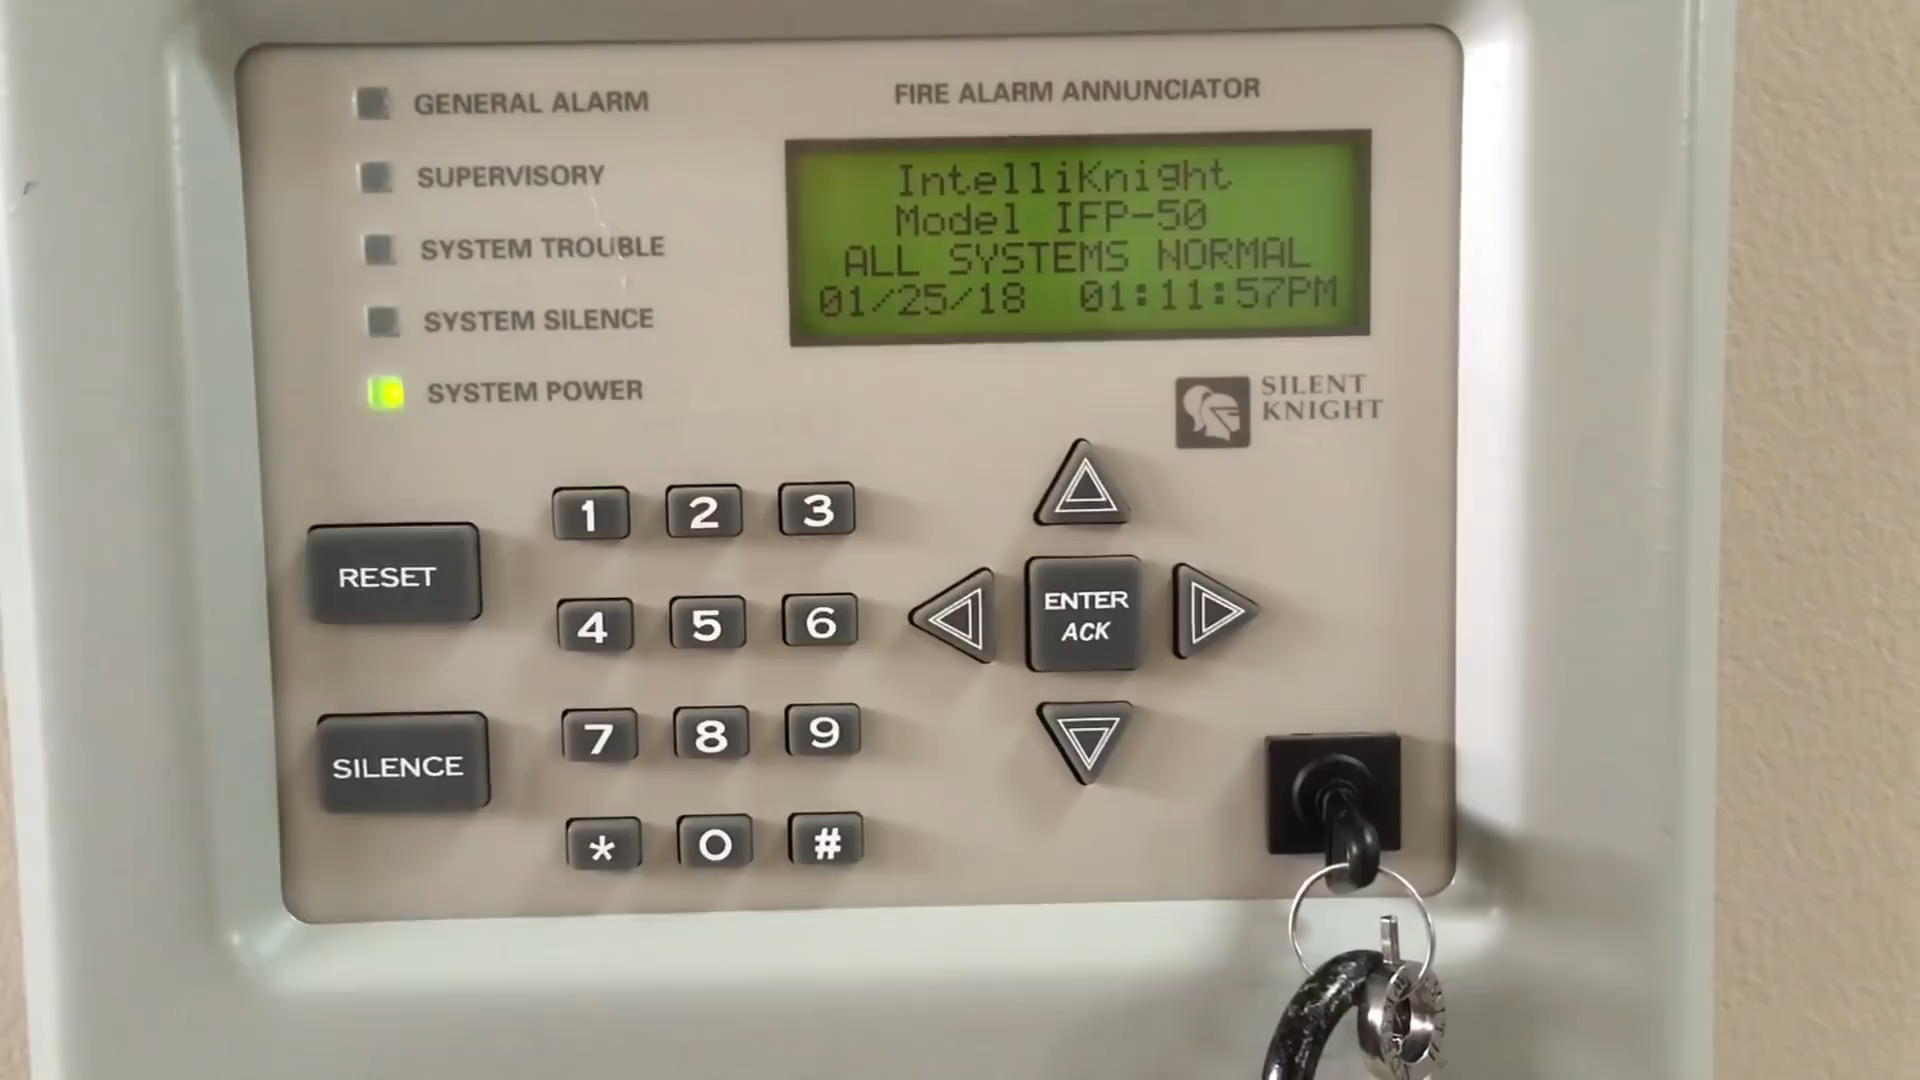 GENERAL ALARM
SUPERVISORY
SYSTEM TROUBLE
SYSTEM SILENCE
SYSTEM POWER
FIRE ALARM ANNUNCIATOR
IntelliKnight
Model IFP-50
ALL SYSTEMS NORMAL
01/25/18 01:11:57PM
SILENT
KNIGHT
RESET
SILENCE
1 2 3
4 5 6
7 8 9
* 0 #
ENTER
ACK